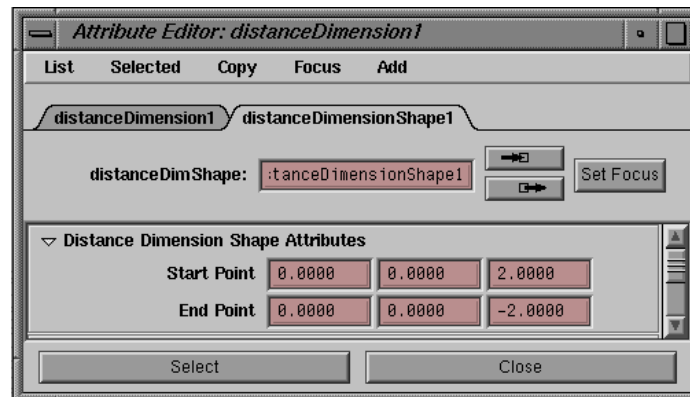 Attribute Editor: distanceDimension1
List Selected Copy Focus Add
distanceDimension1 distanceDimensionShape1
distanceDimShape: :tanceDimensionShape1 Set Focus
Distance Dimension Shape Attributes
Start Point 0.0000 0.0000 2.0000
End Point 0.0000 0.0000 -2.0000
Select Close